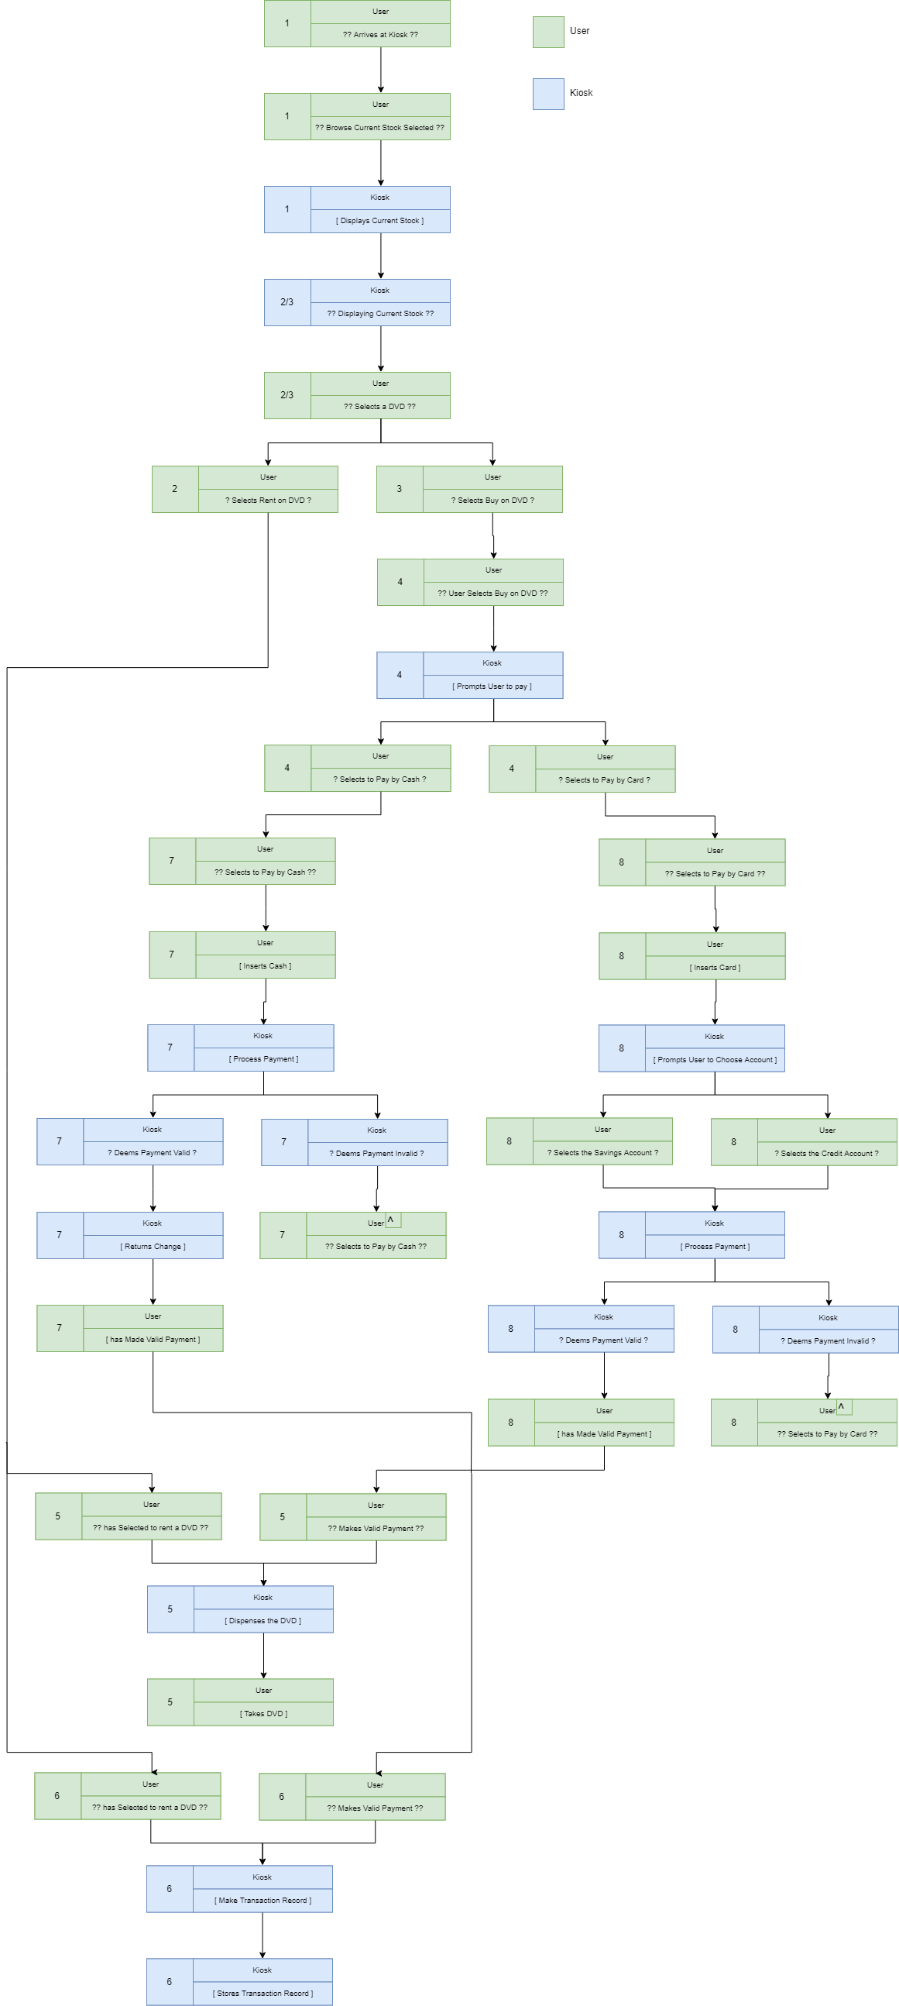 1
User
?? Arrives at Kiosk ??
User
Kiosk
1
User
?? Browse Current Stock Selected ??
1
Kiosk
[ Displays Current Stock ]
2/3
Kiosk
?? Displaying Current Stock ??
2/3
User
?? Selects a DVD ??
2
User
? Selects Rent on DVD ?
3
User
? Selects Buy on DVD ?
4
User
?? User Selects Buy on DVD ??
4
Kiosk
[ Prompts User to pay ]
4
User
? Selects to Pay by Cash ?
4
User
? Selects to Pay by Card ?
7
User
?? Selects to Pay by Cash ??
8
User
?? Selects to Pay by Card ??
7
User
[ Inserts Cash ]
8
User
[ Inserts Card ]
7
Kiosk
[ Process Payment ]
8
Kiosk
[ Prompts User to Choose Account ]
7
Kiosk
? Deems Payment Valid ?
7
Kiosk
? Deems Payment Invalid ?
8
User
? Selects the Savings Account ?
8
User
? Selects the Credit Account ?
7
Kiosk
[ Returns Change ]
7
User ^
?? Selects to Pay by Cash ??
8
Kiosk
[ Process Payment ]
7
User
[ has Made Valid Payment ]
8
Kiosk
? Deems Payment Valid ?
8
Kiosk
? Deems Payment Invalid ?
8
User
[ has Made Valid Payment ]
8
User ^
?? Selects to Pay by Card ??
5
User
?? has Selected to rent a DVD ??
5
User
?? Makes Valid Payment ??
5
Kiosk
[ Dispenses the DVD ]
5
User
[ Takes DVD ]
6
User
?? has Selected to rent a DVD ??
6
User
?? Makes Valid Payment ??
6
Kiosk
[ Make Transaction Record ]
6
Kiosk
[ Stores Transaction Record ]